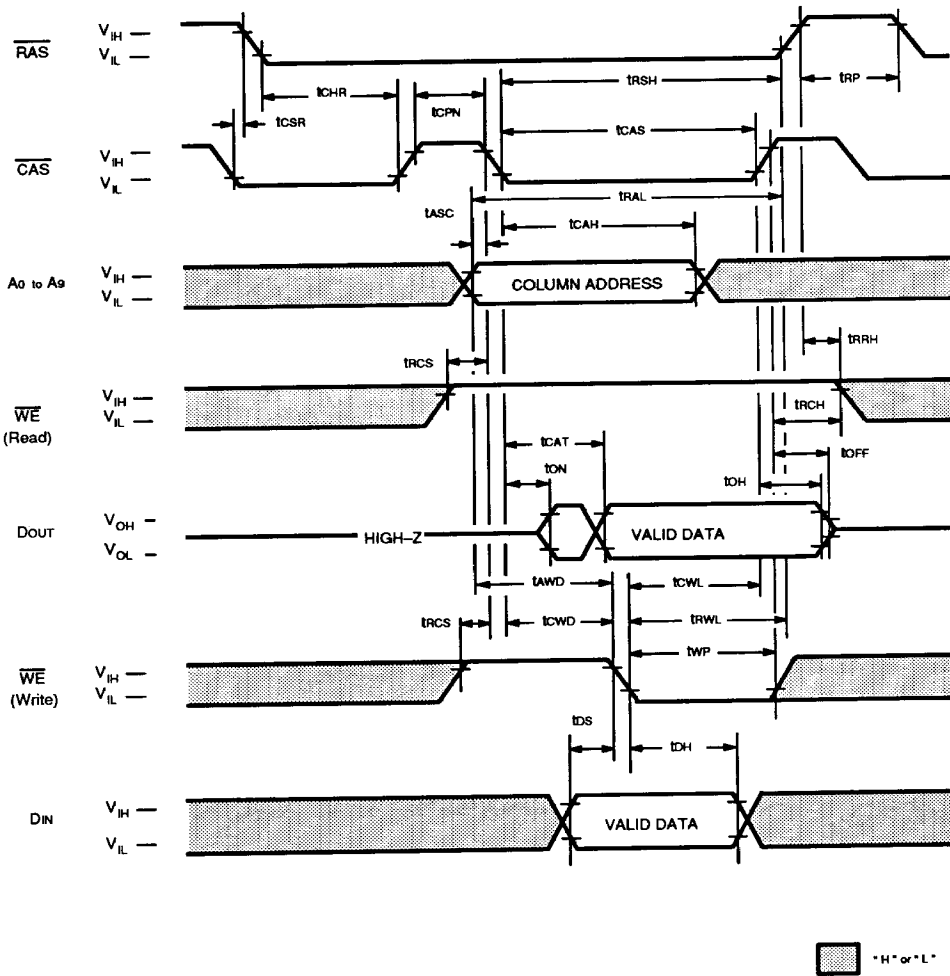 RAS
VIH
VIL
tCHR
tRSH
tRP
tCSR
tCPN
tCAS
CAS
VIH
VIL
tASC
tRAL
tCAH
A0 to A9
VIH
VIL
COLUMN ADDRESS
tRRH
tRCS
WE
(Read)
VIH
VIL
tRCH
tCAT
tOFF
tON
tOH
DOUT
VOH
VOL
HIGH-Z
VALID DATA
tAWD
tCWL
tRCS
tCWD
tRWL
WE
(Write)
VIH
VIL
tWP
tDS
tDH
DIN
VIH
VIL
VALID DATA
"H" or "L"